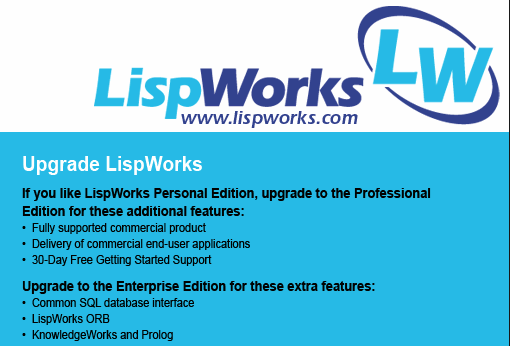 LispWorks
LW
www.lispworks.com
Upgrade LispWorks
If you like LispWorks Personal Edition, upgrade to the Professional
Edition for these additional features:
• Fully supported commercial product
• Delivery of commercial end-user applications
• 30-Day Free Getting Started Support
Upgrade to the Enterprise Edition for these extra features:
• Common SQL database interface
• LispWorks ORB
• KnowledgeWorks and Prolog